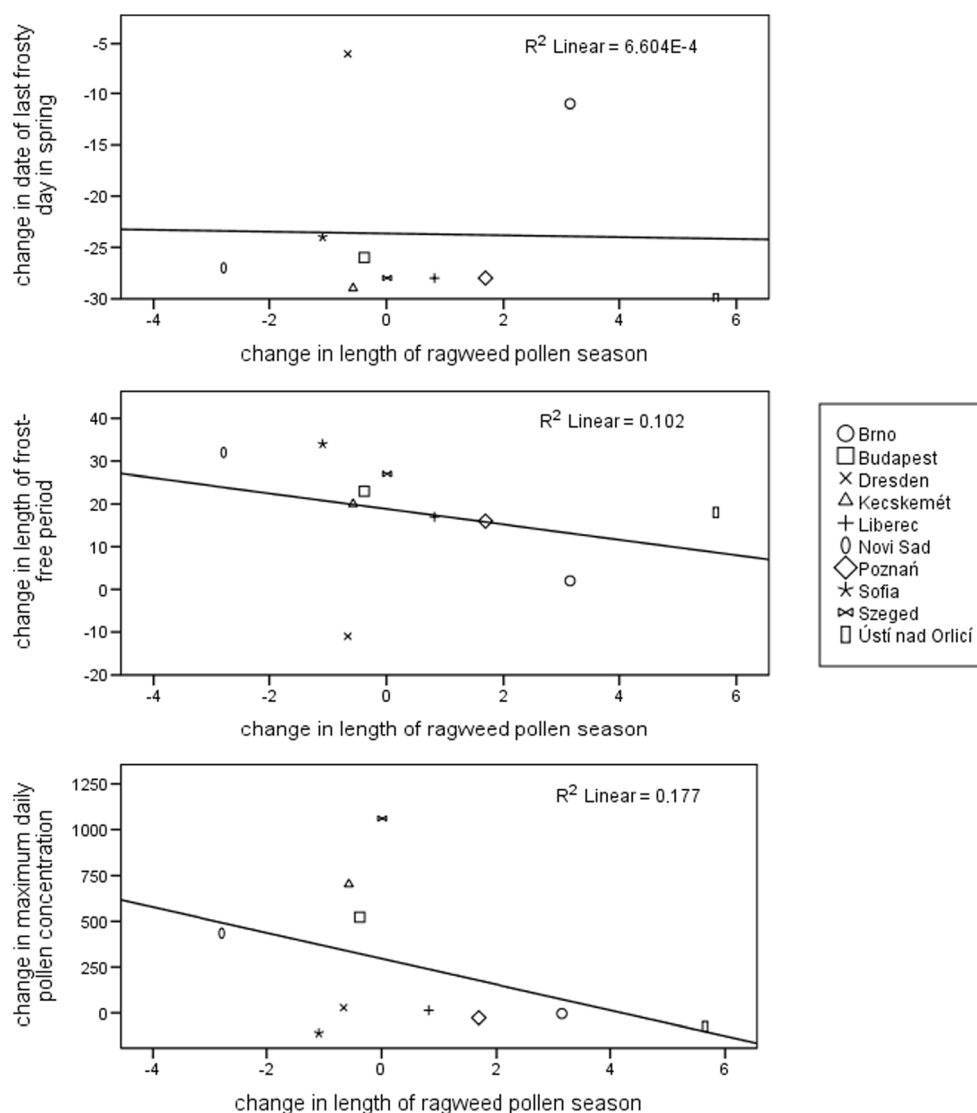 change in date of last frosty
day in spring
-5
-10
-15
-20
-25
-30
R² Linear = 6.604E-4
-4 -2 0 2 4 6
change in length of ragweed pollen season
change in length of frost-
free period
40
30
20
10
0
-10
-20
R² Linear = 0.102
-4 -2 0 2 4 6
change in length of ragweed pollen season
Brno
Budapest
Dresden
Kecskemét
Liberec
Novi Sad
Poznań
Sofia
Szeged
Ústí nad Orlicí
change in maximum daily
pollen concentration
1250
1000
750
500
250
0
R² Linear = 0.177
-4 -2 0 2 4 6
change in length of ragweed pollen season